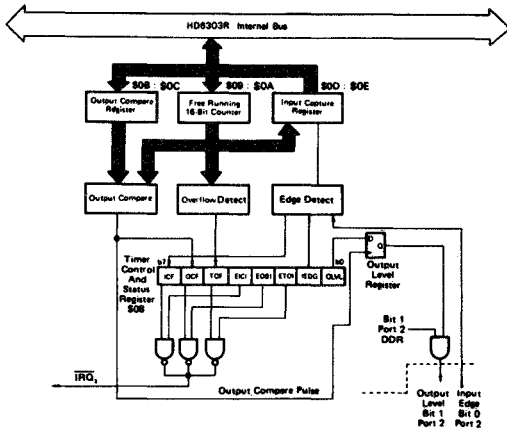 HD6303R Internal Bus
$0B : $0C
$09 : $0A
$0D : $0E
Output Compare
Register
Free Running
16-Bit Counter
Input Capture
Register
Output Compare
Overflow Detect
Edge Detect
Timer
Control
And
Status
Register
$08
b7
b0
ICF
OCF
TOF
EICI
EOCI
ETOI
IEDG
OLVL
D
Q
Output
Level
Register
Bit 1
Port 2
DDR
IRQ₁
Output Compare Pulse
Output
Level
Bit 1
Port 2
Input
Edge
Bit 0
Port 2